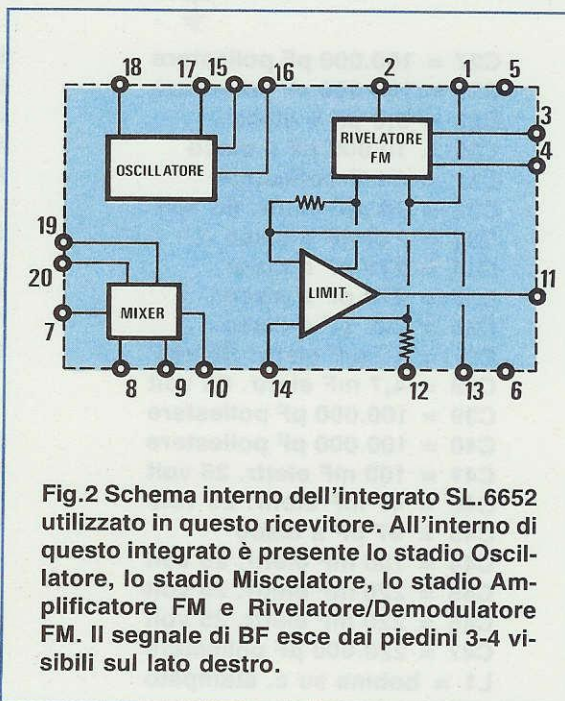 18 17 15 16 2 1 5
3
RIVELATORE
FM
4
OSCILLATORE
19
20
LIMIT.
11
MIXER
7
8 9 10 14 12 13 6
Fig.2 Schema interno dell'integrato SL.6652
utilizzato in questo ricevitore. All'interno di
questo integrato è presente lo stadio Oscil-
latore, lo stadio Miscelatore, lo stadio Am-
plificatore FM e Rivelatore/Demodulatore
FM. Il segnale di BF esce dai piedini 3-4 vi-
sibili sul lato destro.